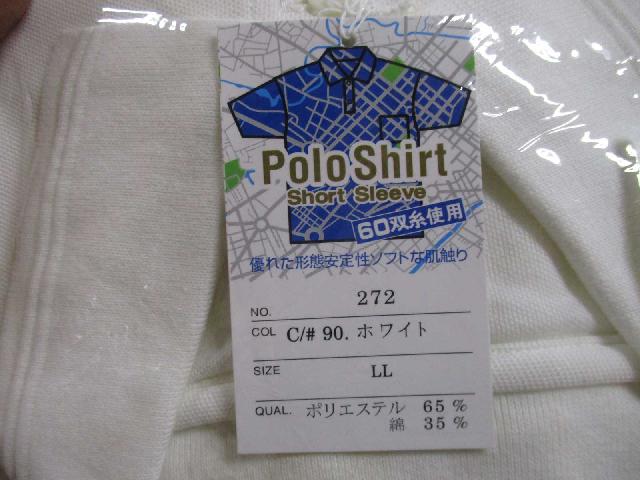 Polo Shirt
Short Sleeve
60双糸使用
優れた形態安定性ソフトな肌触り
NO. 272
COL C/# 90. ホワイト
SIZE LL
QUAL. ポリエステル 65%
綿 35%